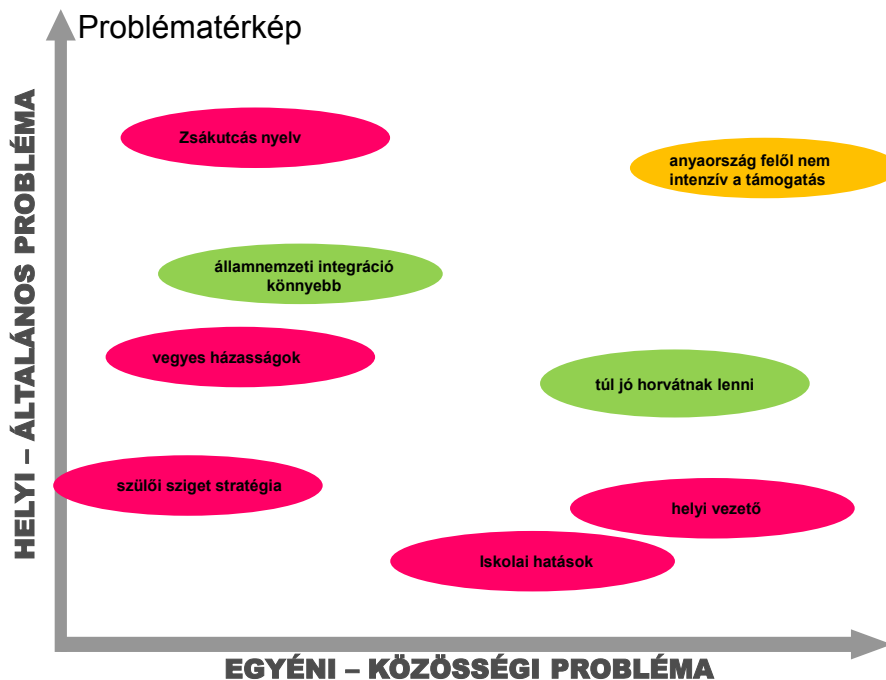 Problématérkép
Zsákutcás nyelv
anyaország felől nem
intenzív a támogatás
államnemzeti integráció
könnyebb
vegyes házasságok
túl jó horvátnak lenni
szülői sziget stratégia
helyi vezető
Iskolai hatások
HELYI – ÁLTALÁNOS PROBLÉMA
EGYÉNI – KÖZÖSSÉGI PROBLÉMA